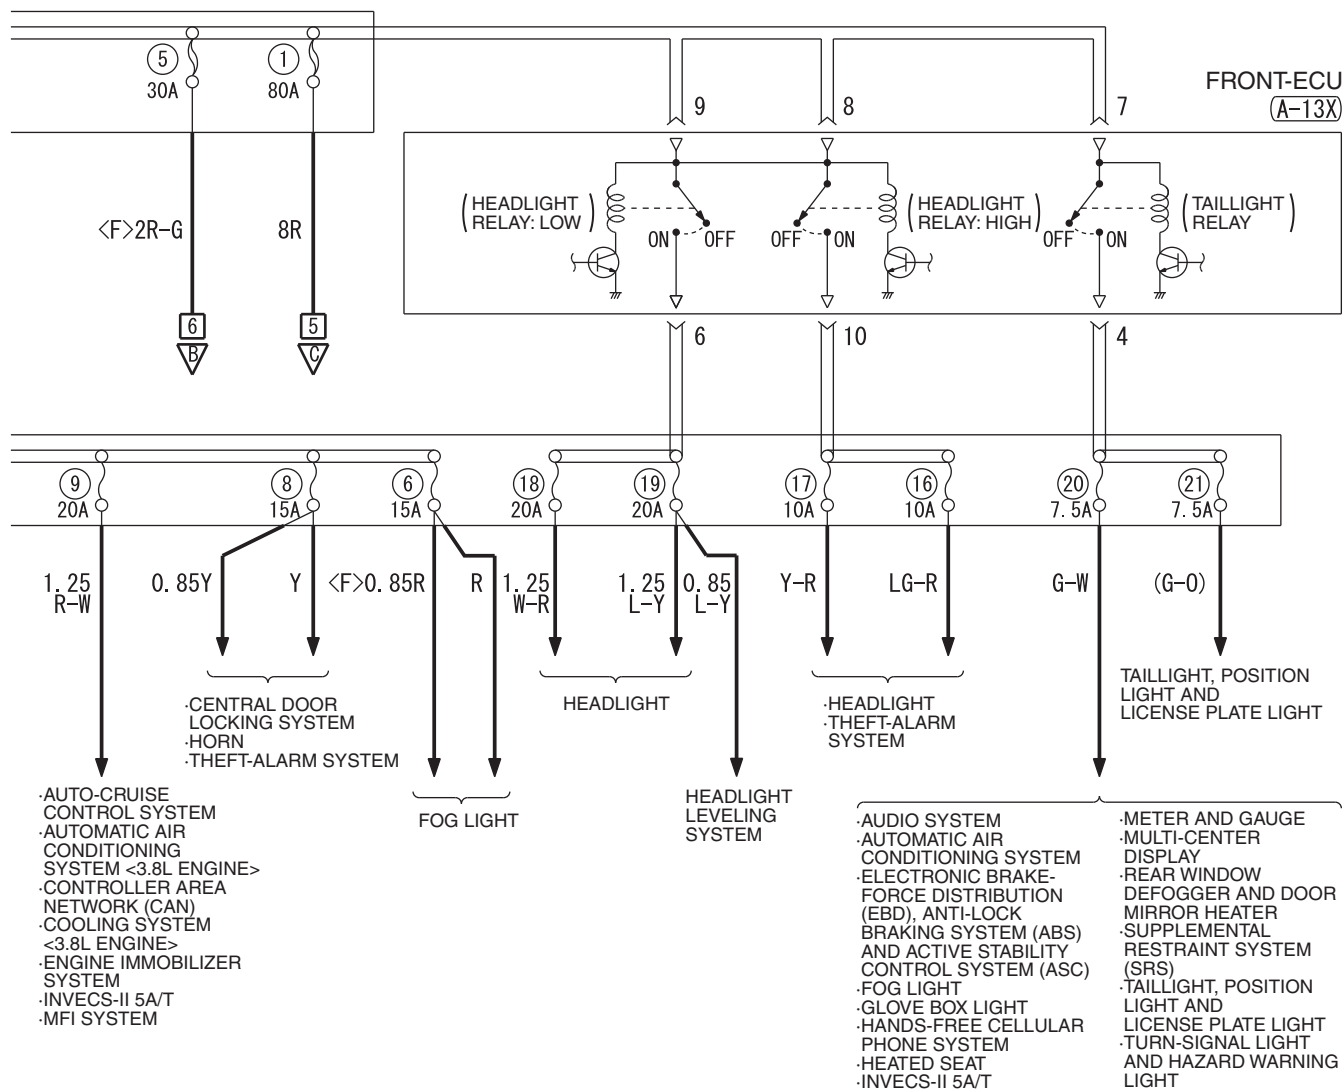 5
30A
1
80A
FRONT-ECU
(A-13X)
9
8
7
(HEADLIGHT
RELAY: LOW)
(HEADLIGHT
RELAY: HIGH)
(TAILLIGHT
RELAY)
ON
OFF
OFF
ON
OFF
ON
<F>2R-G
8R
6
B
5
C
6
10
4
9
20A
8
15A
6
15A
18
20A
19
20A
17
10A
16
10A
20
7.5A
21
7.5A
1.25
R-W
0.85Y
Y
<F>0.85R
R
1.25
W-R
1.25
L-Y
0.85
L-Y
Y-R
LG-R
G-W
(G-O)
·CENTRAL DOOR
LOCKING SYSTEM
·HORN
·THEFT-ALARM SYSTEM
HEADLIGHT
·HEADLIGHT
·THEFT-ALARM
SYSTEM
TAILLIGHT, POSITION
LIGHT AND
LICENSE PLATE LIGHT
·AUTO-CRUISE
CONTROL SYSTEM
·AUTOMATIC AIR
CONDITIONING
SYSTEM <3.8L ENGINE>
·CONTROLLER AREA
NETWORK (CAN)
·COOLING SYSTEM
<3.8L ENGINE>
·ENGINE IMMOBILIZER
SYSTEM
·INVECS-II 5A/T
·MFI SYSTEM
FOG LIGHT
HEADLIGHT
LEVELING
SYSTEM
·AUDIO SYSTEM
·AUTOMATIC AIR
CONDITIONING SYSTEM
·ELECTRONIC BRAKE-
FORCE DISTRIBUTION
(EBD), ANTI-LOCK
BRAKING SYSTEM (ABS)
AND ACTIVE STABILITY
CONTROL SYSTEM (ASC)
·FOG LIGHT
·GLOVE BOX LIGHT
·HANDS-FREE CELLULAR
PHONE SYSTEM
·HEATED SEAT
·INVECS-II 5A/T
·METER AND GAUGE
·MULTI-CENTER
DISPLAY
·REAR WINDOW
DEFOGGER AND DOOR
MIRROR HEATER
·SUPPLEMENTAL
RESTRAINT SYSTEM
(SRS)
·TAILLIGHT, POSITION
LIGHT AND
LICENSE PLATE LIGHT
·TURN-SIGNAL LIGHT
AND HAZARD WARNING
LIGHT